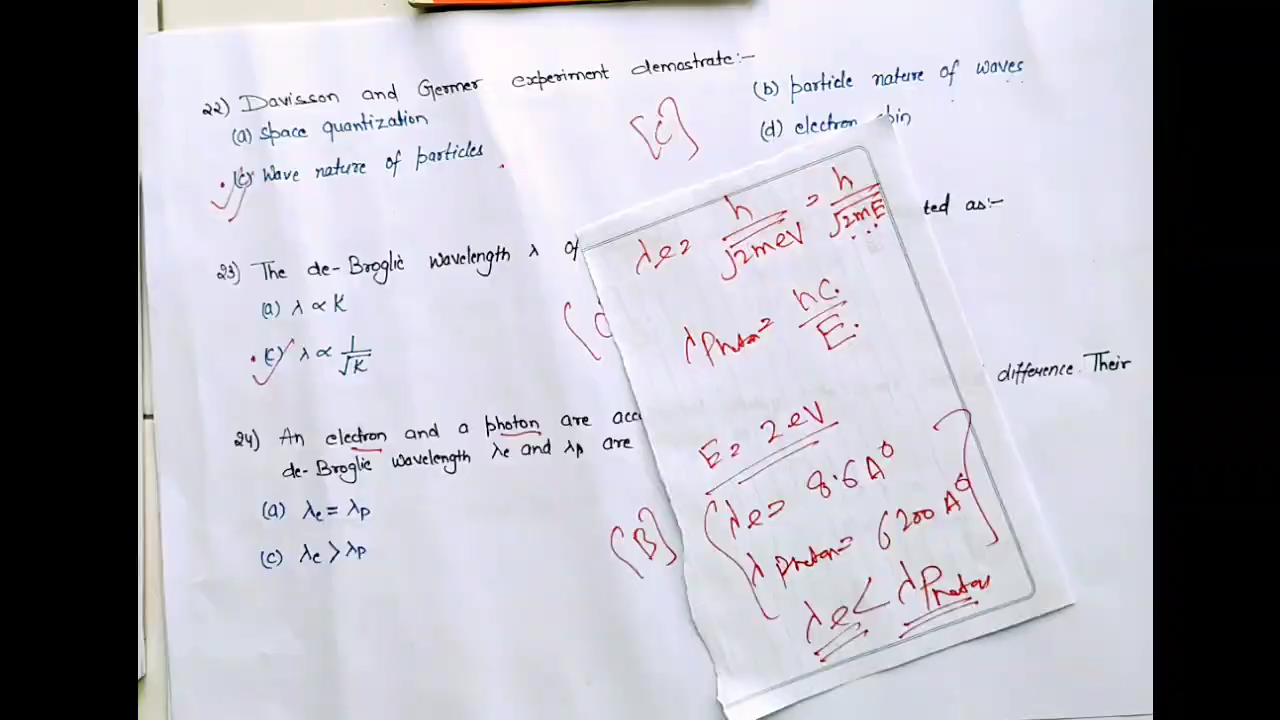 22) Davisson and Germer experiment demostrate:-
(a) space quantization
(b) particle nature of waves
(c) Wave nature of particles
(d) electron spin
[C]
23) The de-Broglie wavelength λ of
ted as:-
(a) λ ∝ K
(c) λ ∝ 1/√K
24) An electron and a photon are acc
difference. Their
de-Broglie wavelength λe and λp are
(a) λe = λp
(c) λe > λp
[B]
λe = h/√2meV = h/√2mE
λPhoton = hc/E
E = 2eV
λe = 8.6 A°
λ photon = 6200 A°
λe < λPhoton